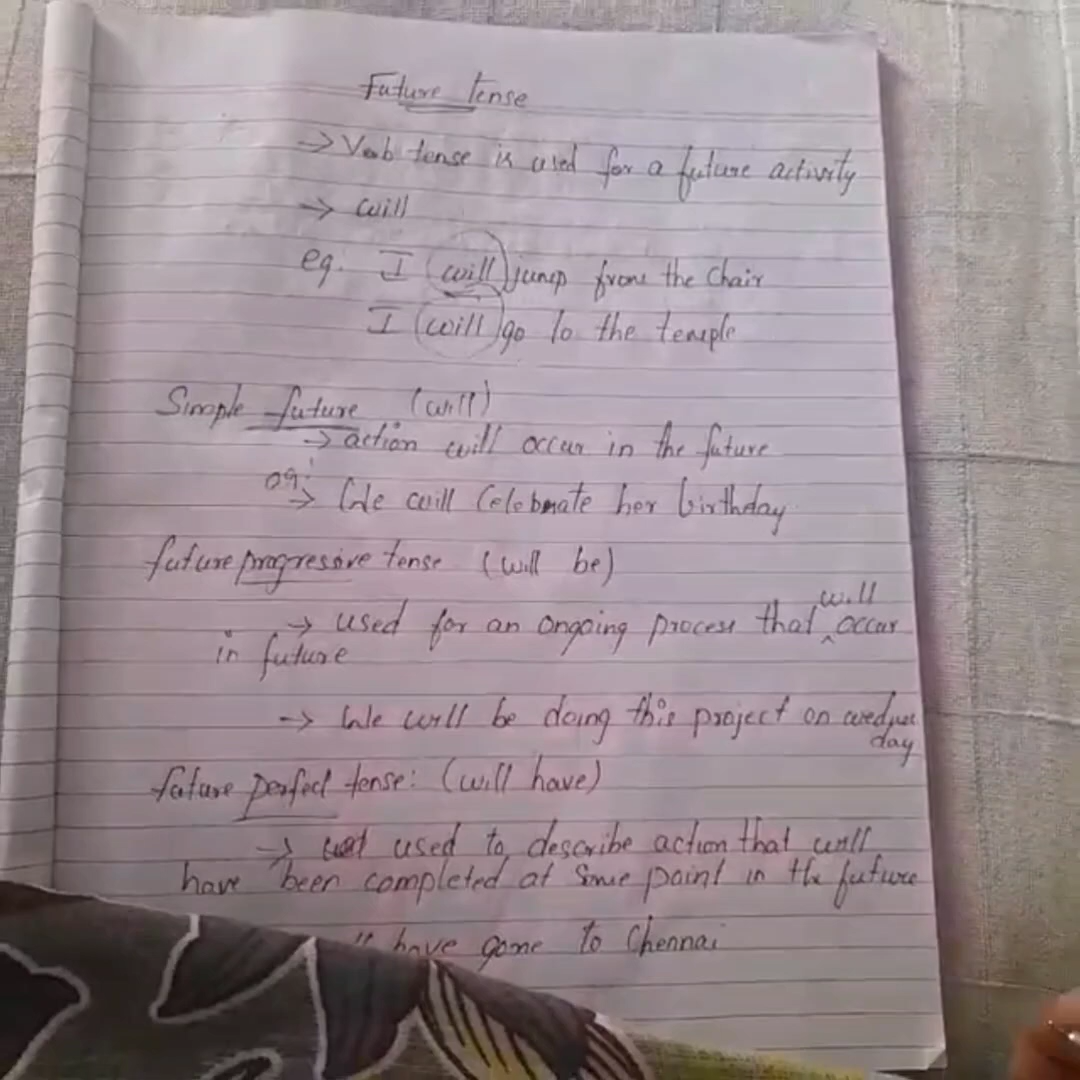 Future Tense
→ Verb tense is used for a future activity
→ will
eg. I will jump from the Chair
I will go to the temple
Simple future (will)
→ action will occur in the future
eg:
→ We will Celebrate her birthday
future progressive tense (will be)
→ used for an ongoing process that will occur
in future
→ We will be doing this project on
day
future perfect tense: (will have)
→ used to describe action that will
have been completed at some point in the future
have gone to Chennai